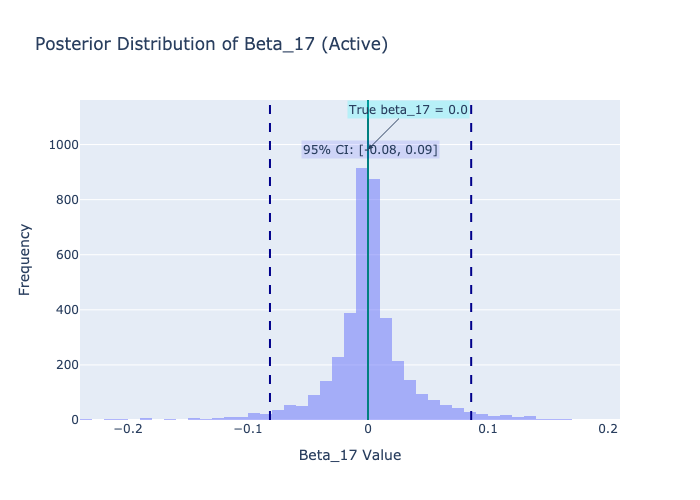 Posterior Distribution of Beta_17 (Active)
True beta_17 = 0.0
95% CI: [-0.08, 0.09]
1000
800
600
400
200
0
Frequency
−0.2
−0.1
0
0.1
0.2
Beta_17 Value